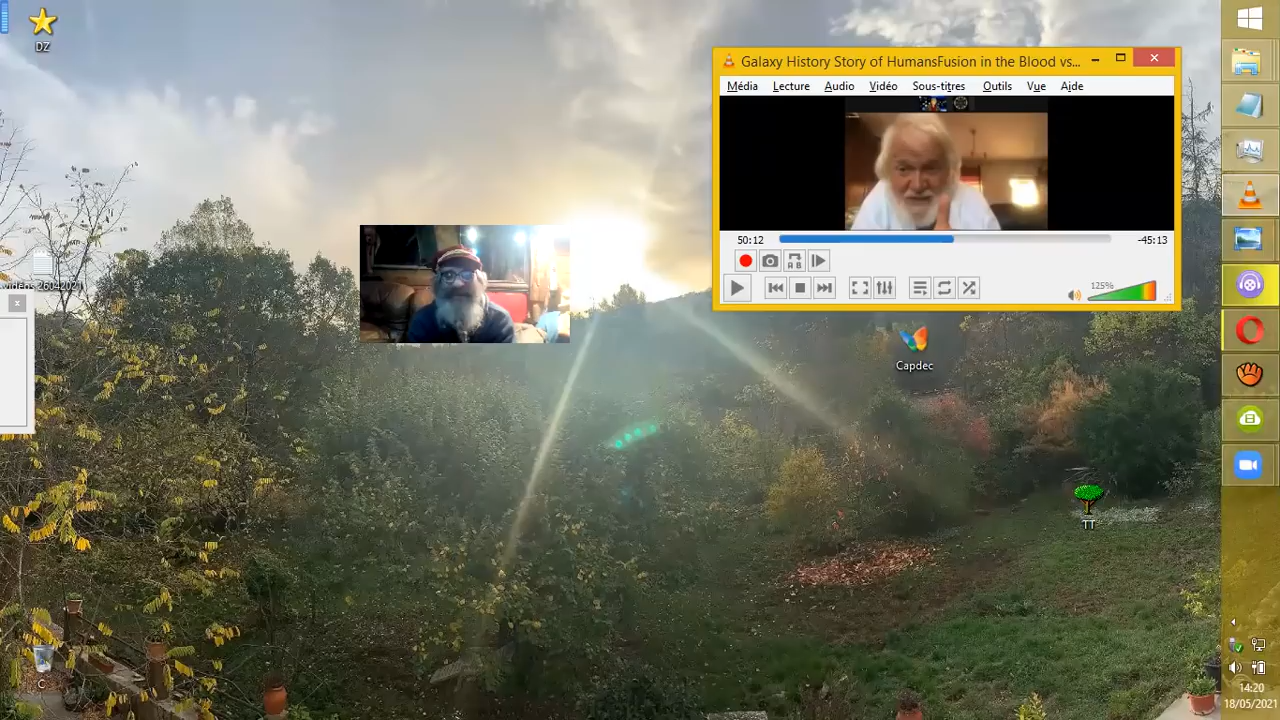 DZ
Galaxy History Story of HumansFusion in the Blood vs...
Média Lecture Audio Vidéo Sous-titres Outils Vue Aide
50:12
-45:13
125%
Capdec
TT
C
14:20
18/05/2021